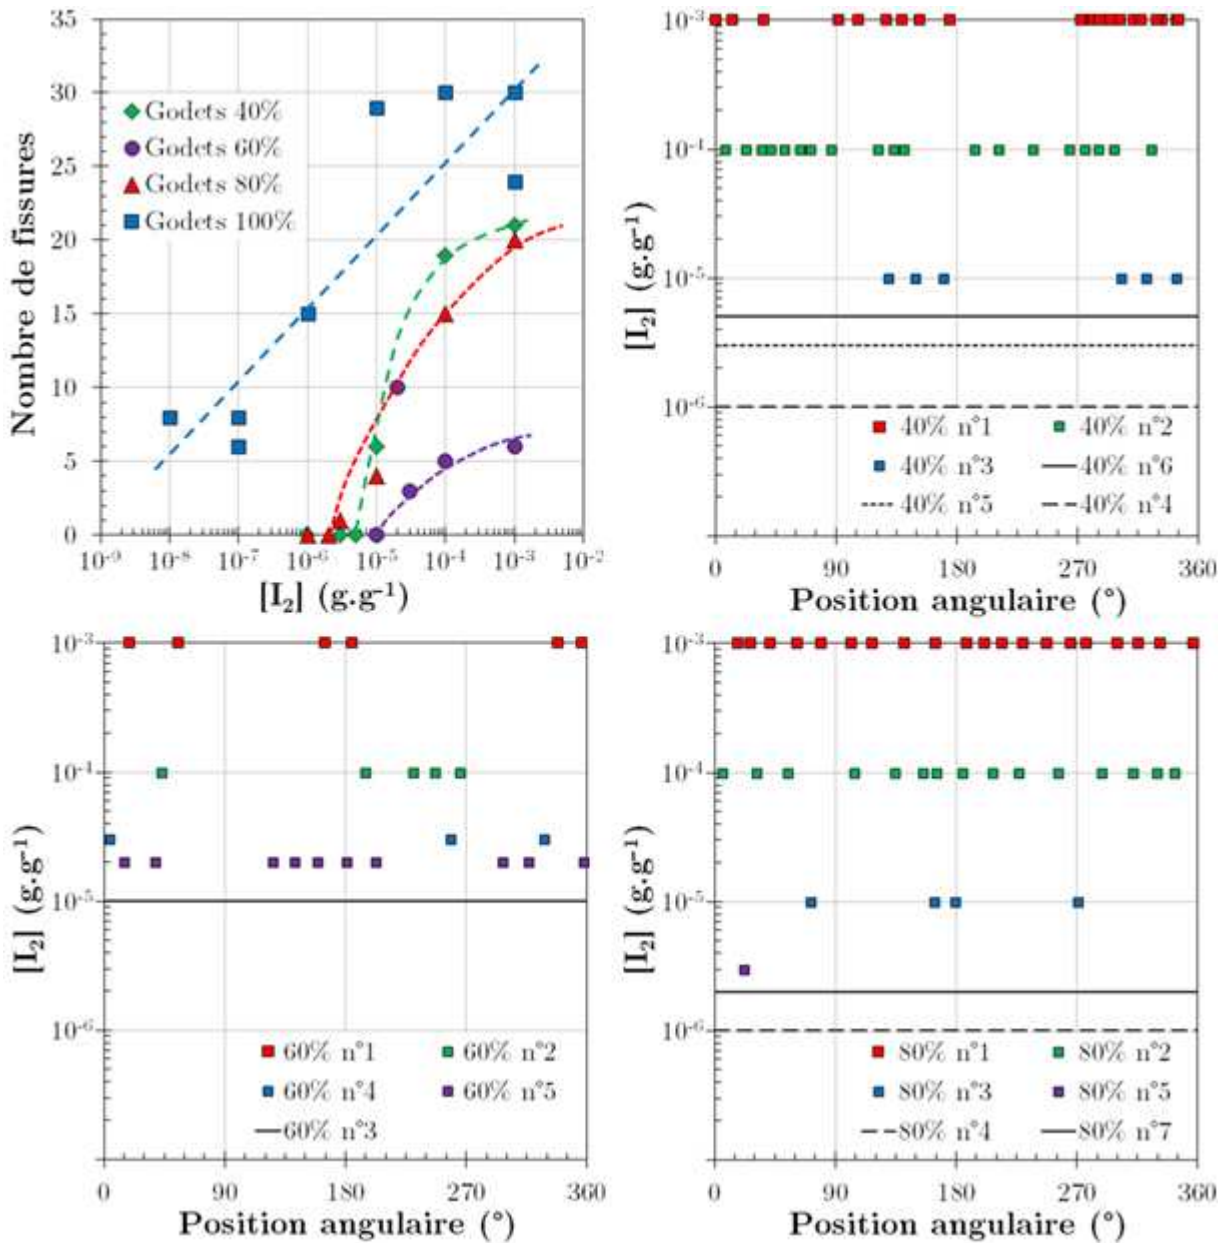 Nombre de fissures
35
30
25
20
15
10
5
0
Godets 40%
Godets 60%
Godets 80%
Godets 100%
10⁻⁹ 10⁻⁸ 10⁻⁷ 10⁻⁶ 10⁻⁵ 10⁻⁴ 10⁻³ 10⁻²
[I₂] (g.g⁻¹)
[I₂] (g.g⁻¹)
10⁻³
10⁻⁴
10⁻⁵
10⁻⁶
40% n°1 40% n°2
40% n°3 40% n°6
40% n°5 40% n°4
0 90 180 270 360
Position angulaire (°)
[I₂] (g.g⁻¹)
10⁻³
10⁻⁴
10⁻⁵
10⁻⁶
60% n°1 60% n°2
60% n°4 60% n°5
60% n°3
0 90 180 270 360
Position angulaire (°)
[I₂] (g.g⁻¹)
10⁻³
10⁻⁴
10⁻⁵
10⁻⁶
80% n°1 80% n°2
80% n°3 80% n°5
80% n°4 80% n°7
0 90 180 270 360
Position angulaire (°)